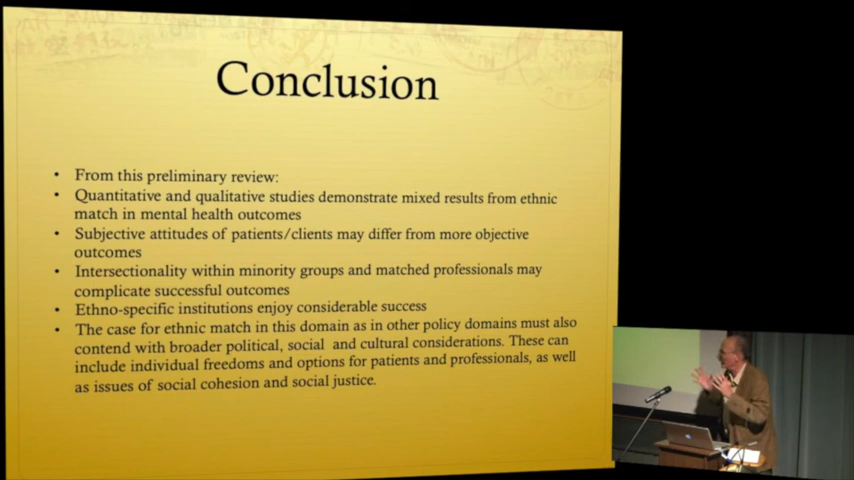 Conclusion
• From this preliminary review:
• Quantitative and qualitative studies demonstrate mixed results from ethnic
match in mental health outcomes
• Subjective attitudes of patients/clients may differ from more objective
outcomes
• Intersectionality within minority groups and matched professionals may
complicate successful outcomes
• Ethno-specific institutions enjoy considerable success
• The case for ethnic match in this domain as in other policy domains must also
contend with broader political, social and cultural considerations. These can
include individual freedoms and options for patients and professionals, as well
as issues of social cohesion and social justice.